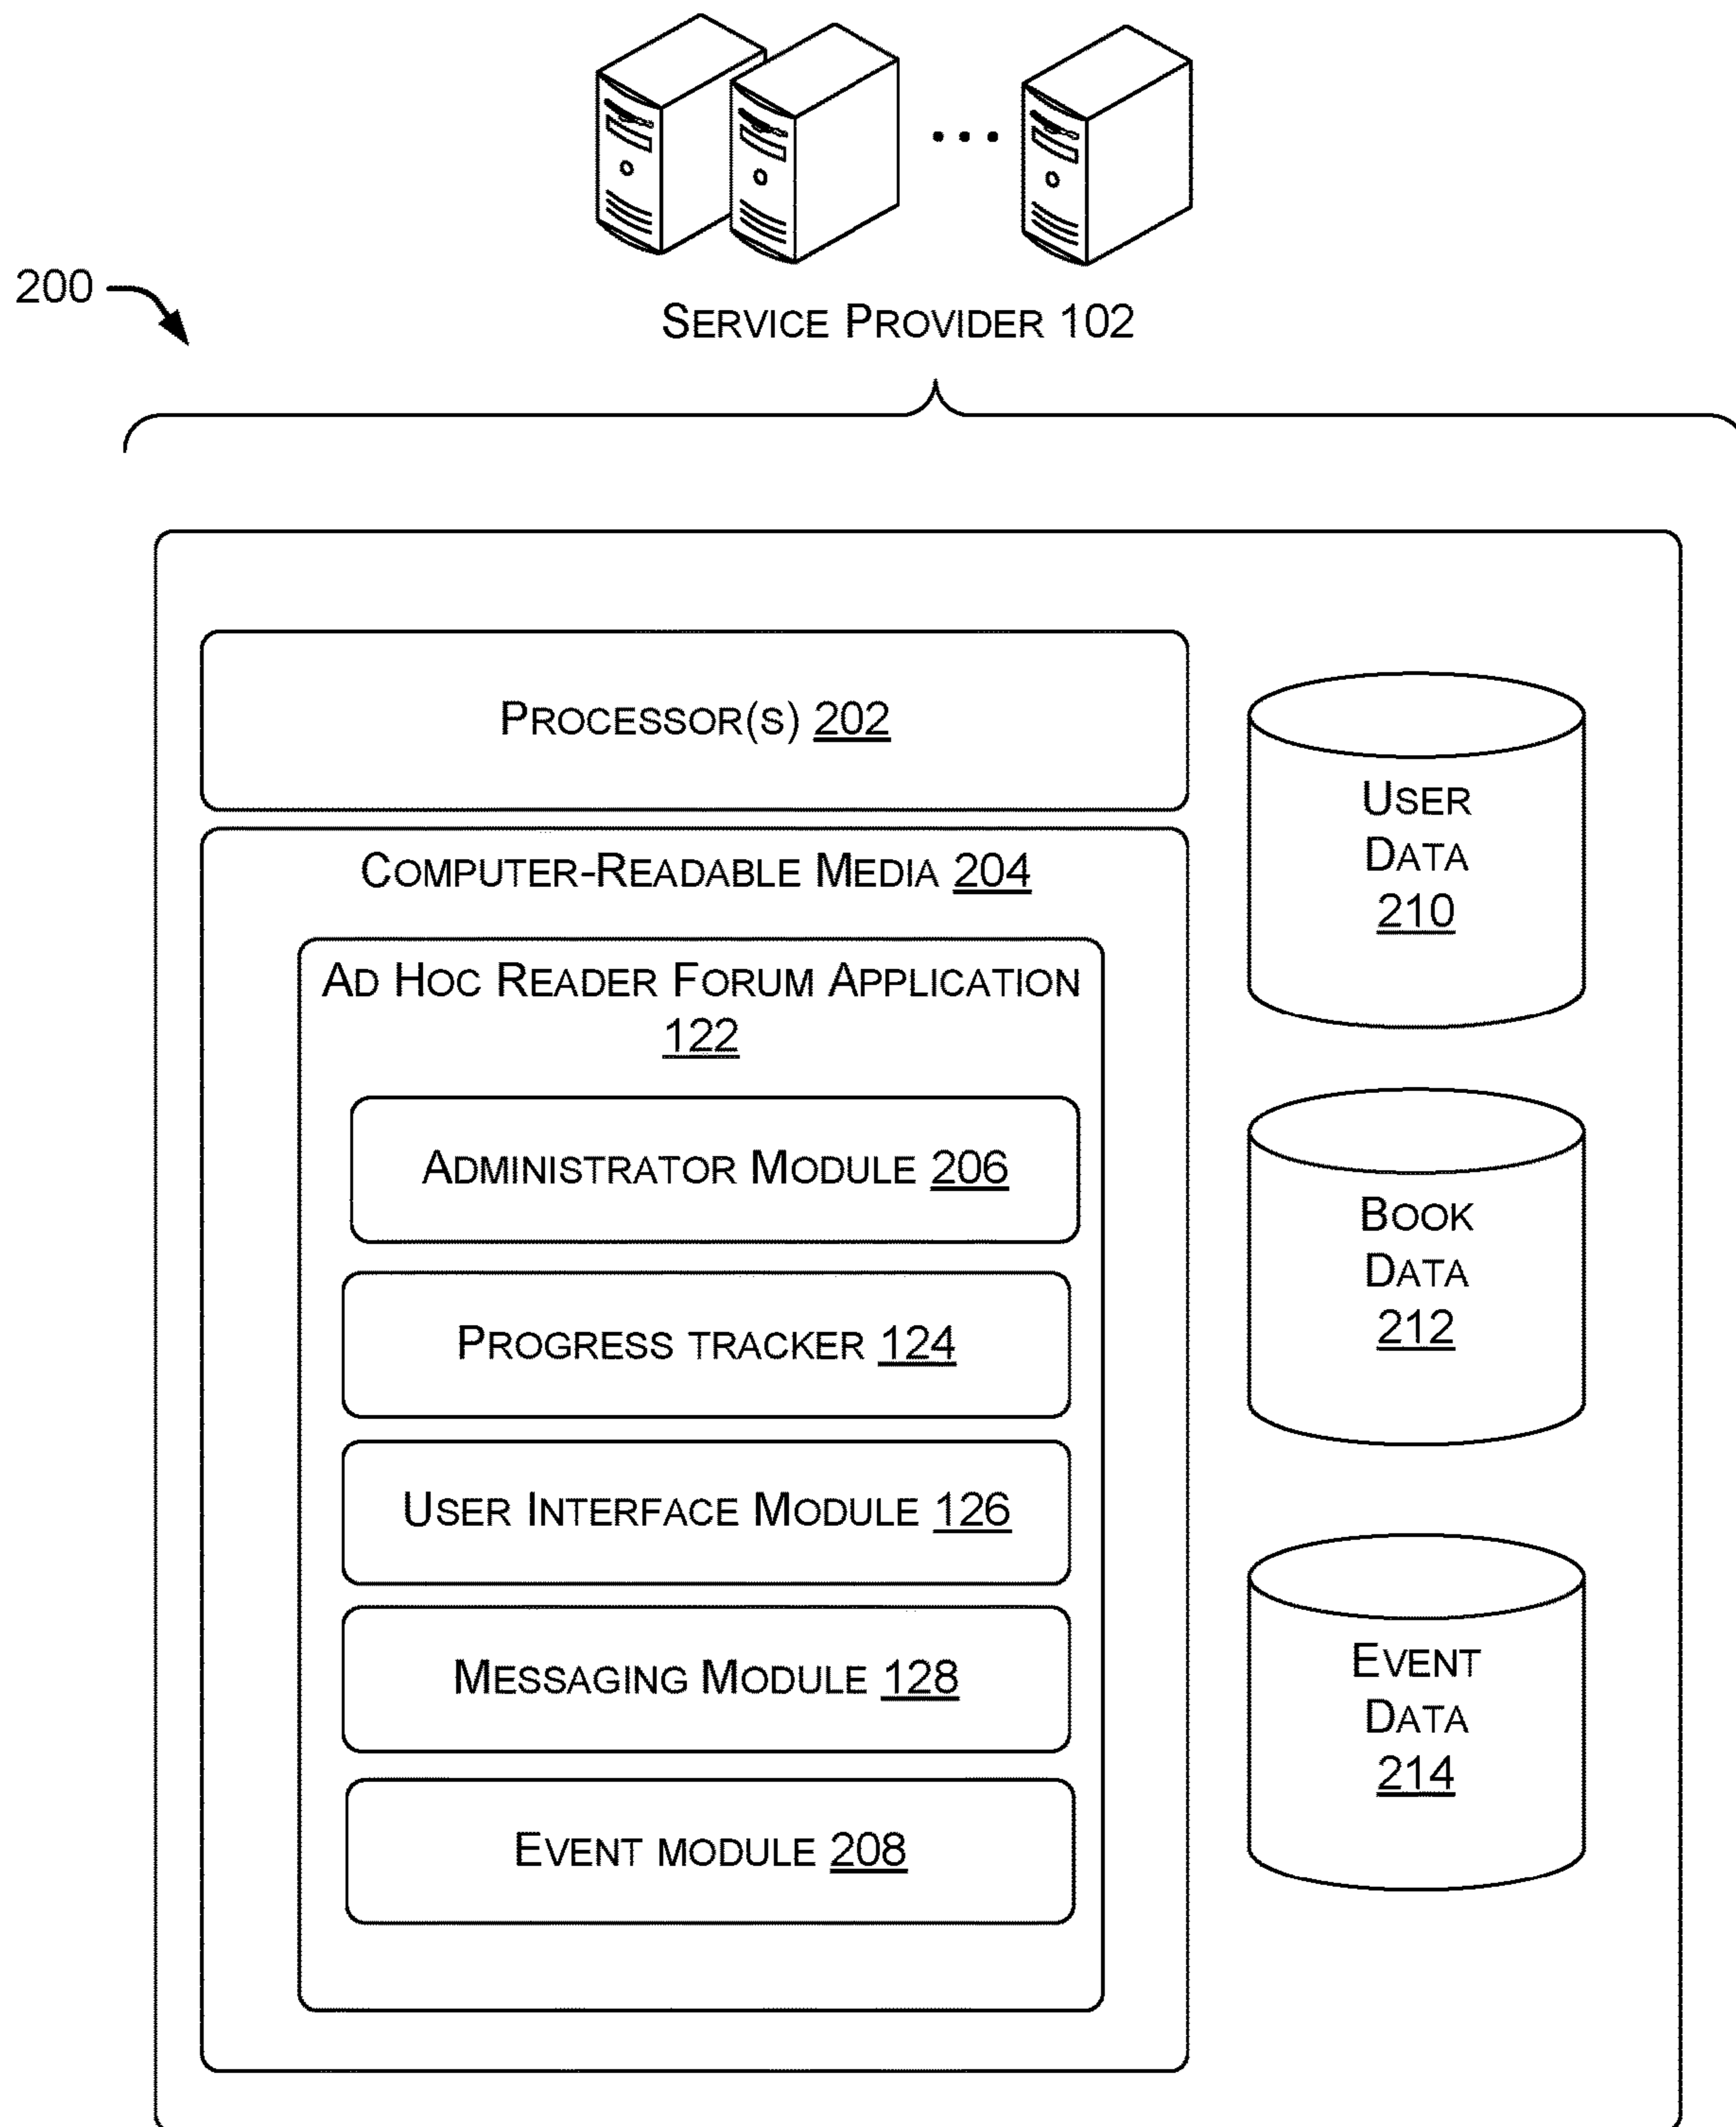 200
SERVICE PROVIDER 102
PROCESSOR(S) 202
COMPUTER-READABLE MEDIA 204
AD HOC READER FORUM APPLICATION
122
ADMINISTRATOR MODULE 206
PROGRESS TRACKER 124
USER INTERFACE MODULE 126
MESSAGING MODULE 128
EVENT MODULE 208
USER
DATA
210
BOOK
DATA
212
EVENT
DATA
214